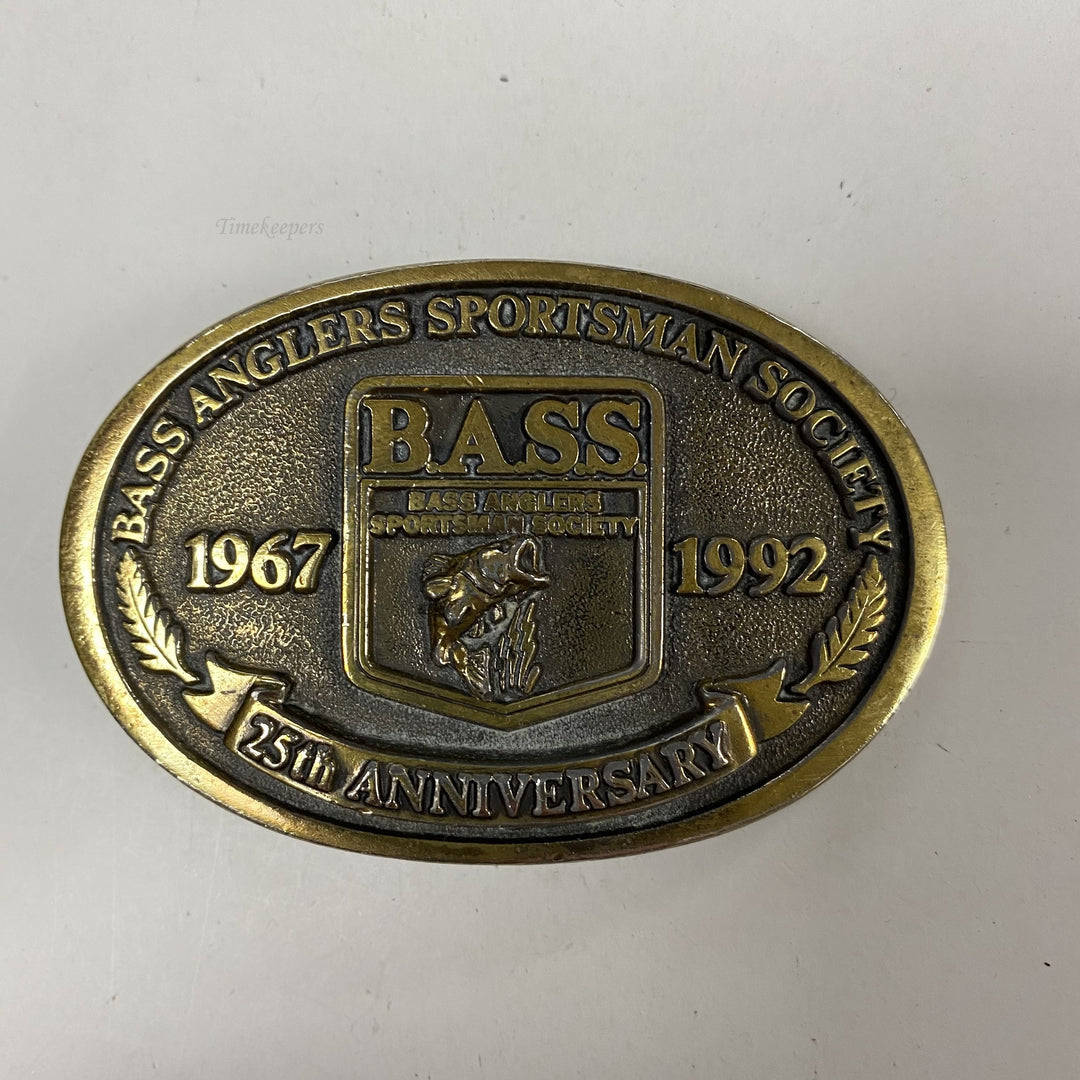 Timekeepers
BASS ANGLERS SPORTSMAN SOCIETY
B.A.S.S.
BASS ANGLERS
SPORTSMAN SOCIETY
1967
1992
25th ANNIVERSARY